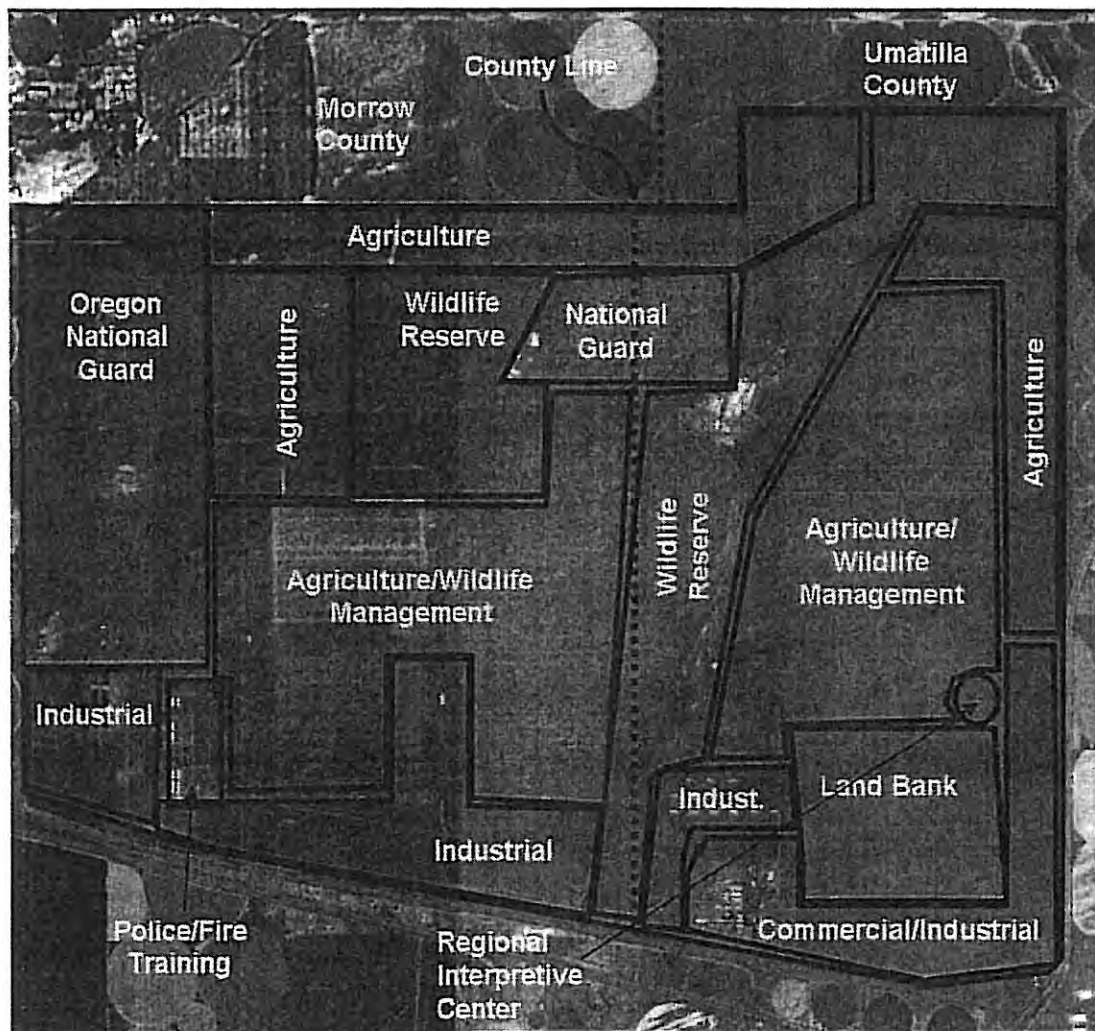 County Line
Umatilla
County
Morrow
County
Agriculture
Oregon
National
Guard
Agriculture
Wildlife
Reserve
National
Guard
Agriculture
Wildlife
Reserve
Agriculture/
Wildlife
Management
Agriculture/Wildlife
Management
Industrial
Indust.
Land Bank
Industrial
Police/Fire
Training
Regional
Interpretive
Center
Commercial/Industrial